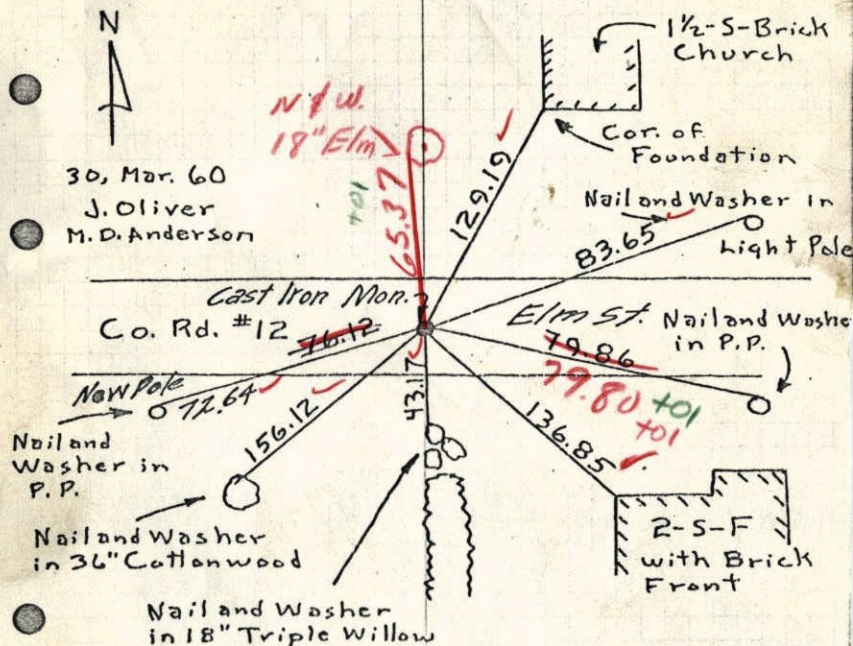 N
1½-S-Brick
Church
N & W.
18" Elm
Cor. of
Foundation
30, Mar. 60
J. Oliver
M.D. Anderson
+01
65.37
129.19
Nail and Washer in
Light Pole
83.65
Cast Iron Mon.
Co. Rd. #12
76.12
Elm St.
79.86
79.80 +01
+01
Nail and Washe
in P.P.
New Pole
72.64
156.12
43.17
136.85
Nail and
Washer in
P.P.
Nail and Washer
in 36" Cottonwood
2-S-F
with Brick
Front
Nail and Washer
in 18" Triple Willow